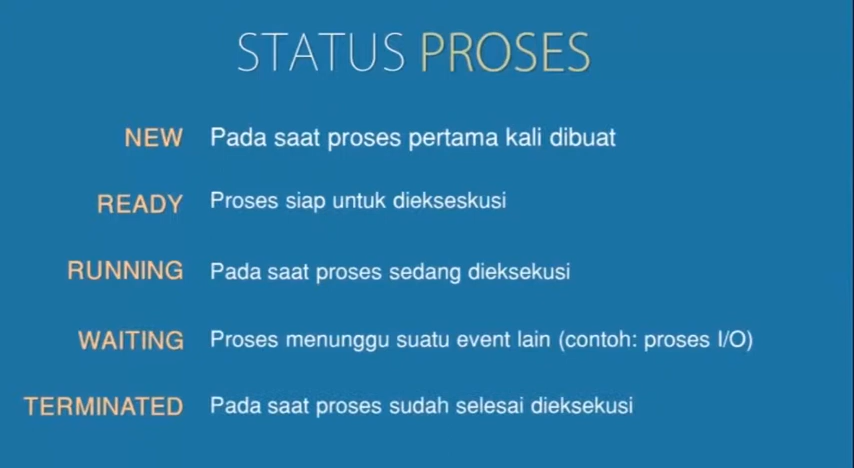 STATUS PROSES
NEW Pada saat proses pertama kali dibuat
READY Proses siap untuk diekseskusi
RUNNING Pada saat proses sedang dieksekusi
WAITING Proses menunggu suatu event lain (contoh: proses I/O)
TERMINATED Pada saat proses sudah selesai dieksekusi